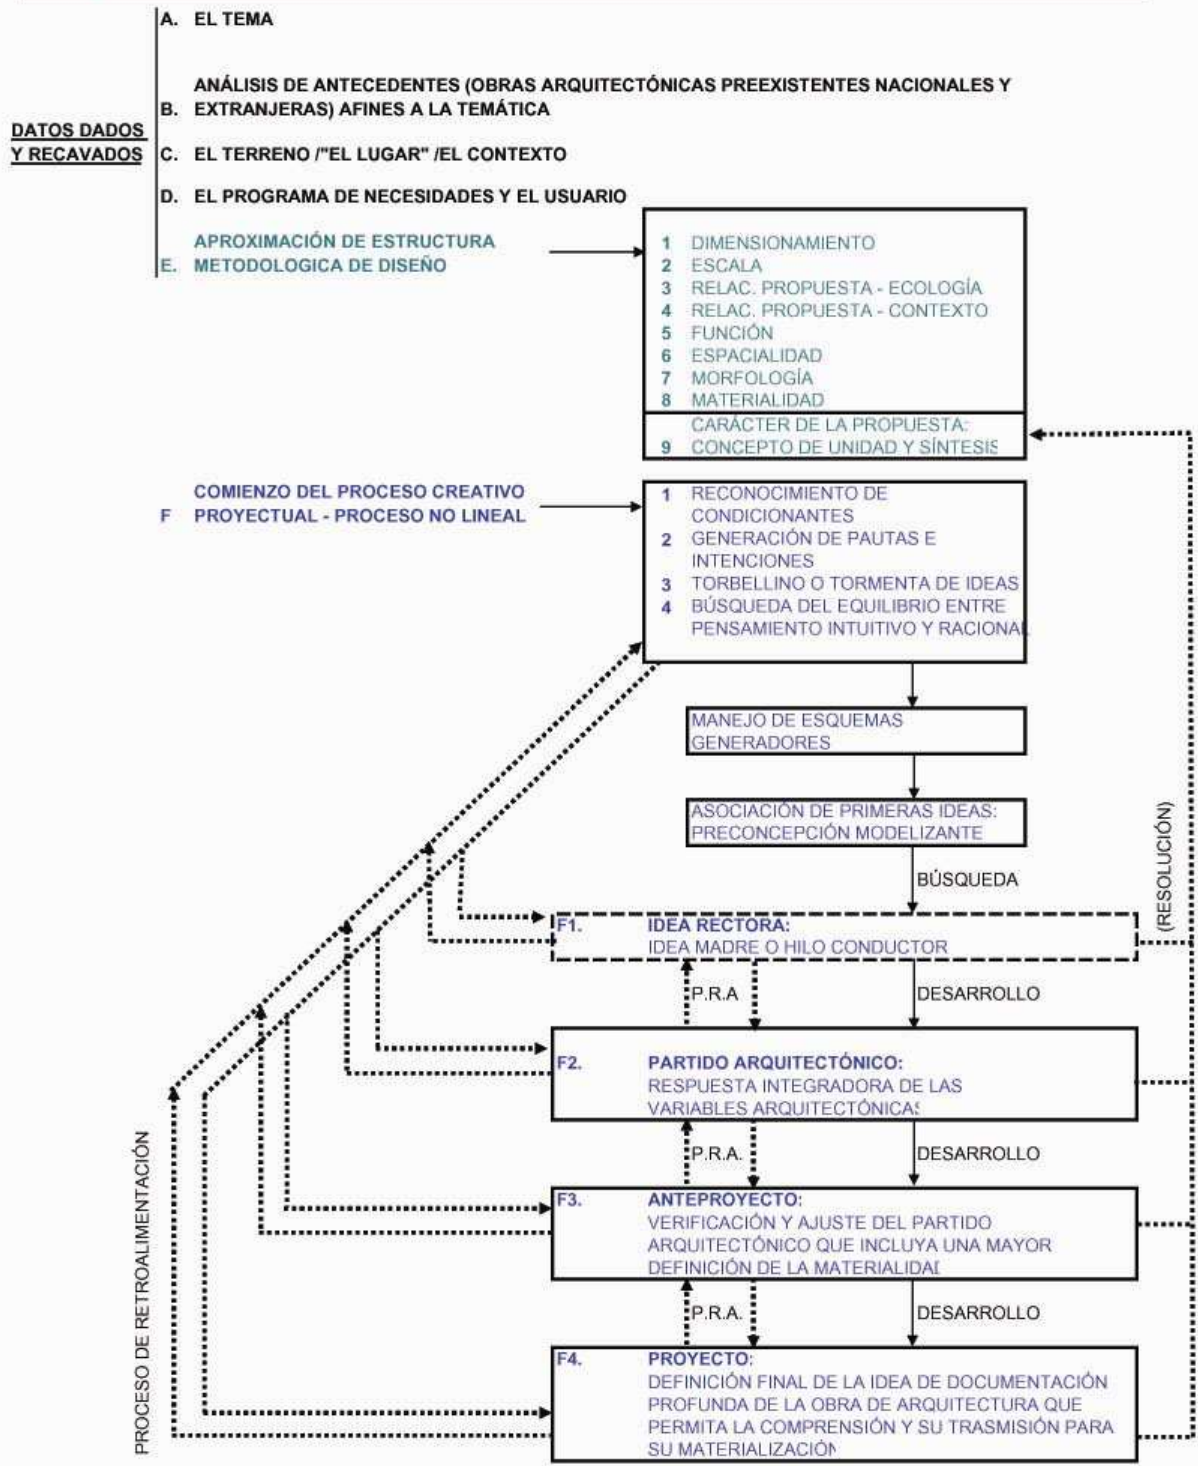 A. EL TEMA
ANÁLISIS DE ANTECEDENTES (OBRAS ARQUITECTÓNICAS PREEXISTENTES NACIONALES Y
B. EXTRANJERAS) AFINES A LA TEMÁTICA
DATOS DADOS
Y RECAVADOS
C. EL TERRENO /"EL LUGAR" /EL CONTEXTO
D. EL PROGRAMA DE NECESIDADES Y EL USUARIO
APROXIMACIÓN DE ESTRUCTURA
E. METODOLOGICA DE DISEÑO
1 DIMENSIONAMIENTO
2 ESCALA
3 RELAC. PROPUESTA - ECOLOGÍA
4 RELAC. PROPUESTA - CONTEXTO
5 FUNCIÓN
6 ESPACIALIDAD
7 MORFOLOGÍA
8 MATERIALIDAD
CARÁCTER DE LA PROPUESTA:
9 CONCEPTO DE UNIDAD Y SÍNTESIS
COMIENZO DEL PROCESO CREATIVO
F PROYECTUAL - PROCESO NO LINEAL
1 RECONOCIMIENTO DE
CONDICIONANTES
2 GENERACIÓN DE PAUTAS E
INTENCIONES
3 TORBELLINO O TORMENTA DE IDEAS
4 BÚSQUEDA DEL EQUILIBRIO ENTRE
PENSAMIENTO INTUITIVO Y RACIONAL
MANEJO DE ESQUEMAS
GENERADORES
ASOCIACIÓN DE PRIMERAS IDEAS:
PRECONCEPCIÓN MODELIZANTE
(RESOLUCIÓN)
BÚSQUEDA
F1. IDEA RECTORA:
IDEA MADRE O HILO CONDUCTOR
P.R.A
DESARROLLO
F2. PARTIDO ARQUITECTÓNICO:
RESPUESTA INTEGRADORA DE LAS
VARIABLES ARQUITECTÓNICAS
P.R.A.
DESARROLLO
F3. ANTEPROYECTO:
VERIFICACIÓN Y AJUSTE DEL PARTIDO
ARQUITECTÓNICO QUE INCLUYA UNA MAYOR
DEFINICIÓN DE LA MATERIALIDAD
P.R.A.
DESARROLLO
F4. PROYECTO:
DEFINICIÓN FINAL DE LA IDEA DE DOCUMENTACIÓN
PROFUNDA DE LA OBRA DE ARQUITECTURA QUE
PERMITA LA COMPRENSIÓN Y SU TRASMISIÓN PARA
SU MATERIALIZACIÓN
PROCESO DE RETROALIMENTACIÓN